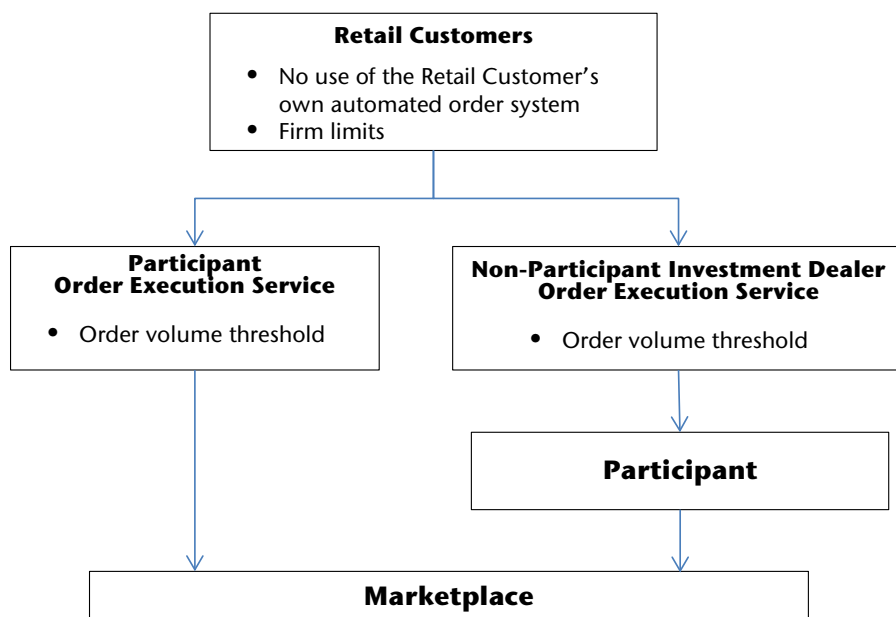 Retail Customers
• No use of the Retail Customer's
own automated order system
• Firm limits
Participant
Order Execution Service
• Order volume threshold
Non-Participant Investment Dealer
Order Execution Service
• Order volume threshold
Participant
Marketplace